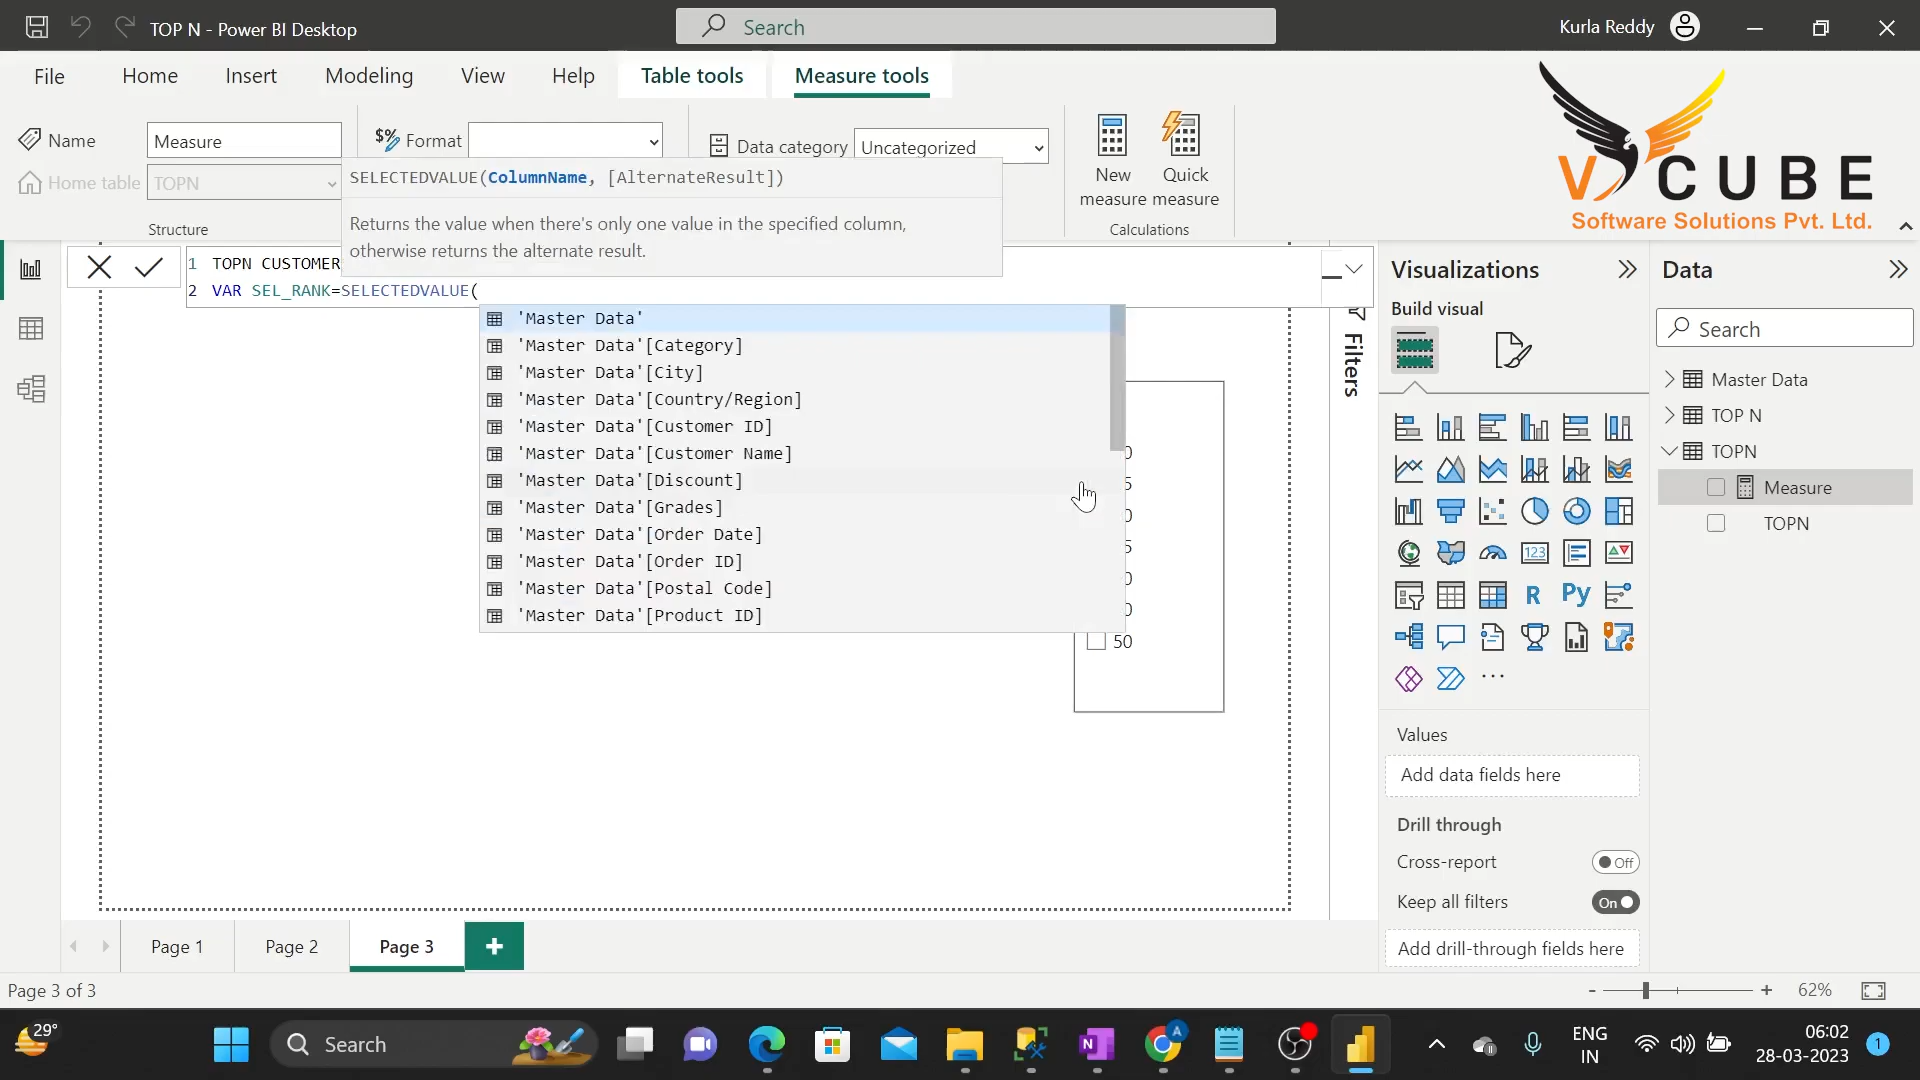 TOP N - Power BI Desktop
Search
Kurla Reddy
File
Home
Insert
Modeling
View
Help
Table tools
Measure tools
Name
Measure
$% Format
Data category
Uncategorized
New measure
Quick measure
Home table
TOPN
Structure
Calculations
V CUBE
Software Solutions Pvt. Ltd.
SELECTEDVALUE(ColumnName, [AlternateResult])
Returns the value when there's only one value in the specified column,
otherwise returns the alternate result.
1 TOPN CUSTOMER
2 VAR SEL_RANK=SELECTEDVALUE(
'Master Data'
'Master Data'[Category]
'Master Data'[City]
'Master Data'[Country/Region]
'Master Data'[Customer ID]
'Master Data'[Customer Name]
'Master Data'[Discount]
'Master Data'[Grades]
'Master Data'[Order Date]
'Master Data'[Order ID]
'Master Data'[Postal Code]
'Master Data'[Product ID]
0
5
0
5
0
0
50
Filters
Visualizations
Build visual
123
R
Py
...
Values
Add data fields here
Drill through
Cross-report
Off
Keep all filters
On
Add drill-through fields here
Data
Search
Master Data
TOP N
TOPN
Measure
TOPN
Page 1
Page 2
Page 3
+
Page 3 of 3
- + 62%
29°
Search
ENG
IN
06:02
28-03-2023
1